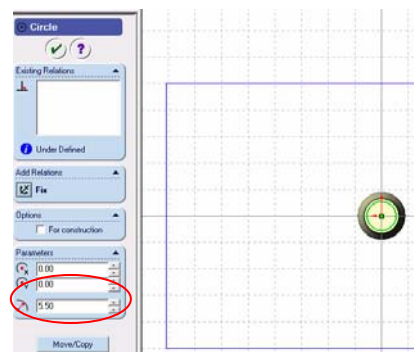 Circle
?
Existing Relations
i Under Defined
Add Relations
Fix
Options
For construction
Parameters
0.00
0.00
5.50
Move/Copy